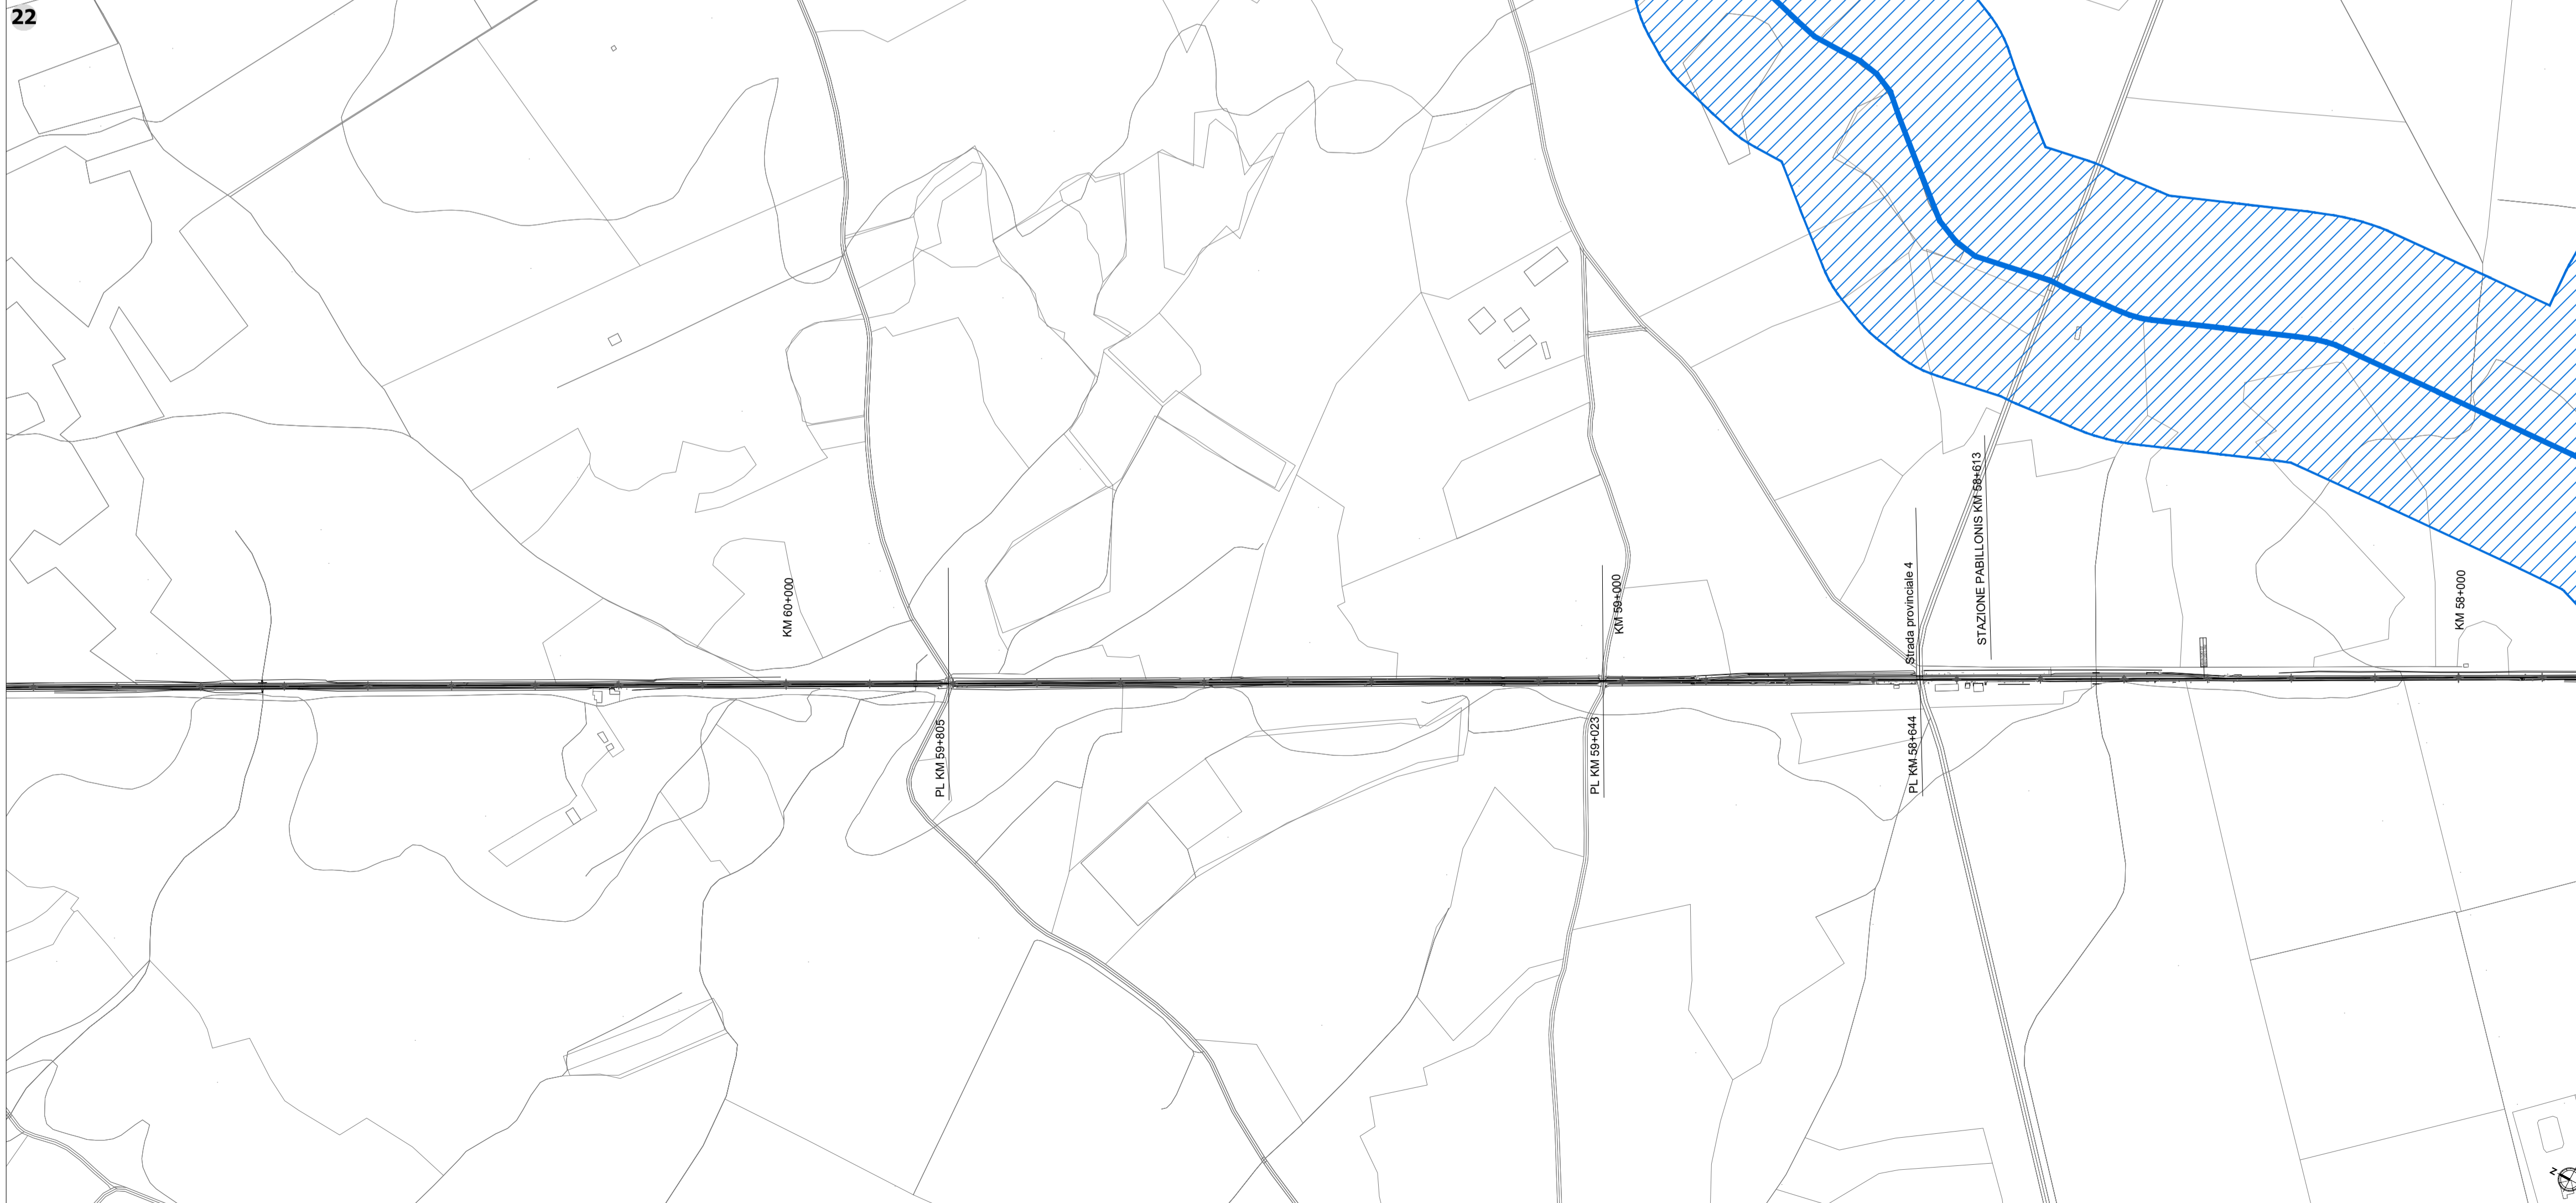 22
KM 60+000
PL KM 59+805
KM 59+000
PL KM 59+023
Strada provinciale 4
PL KM 58+644
STAZIONE PABILLONIS KM 58+613
KM 58+000
N